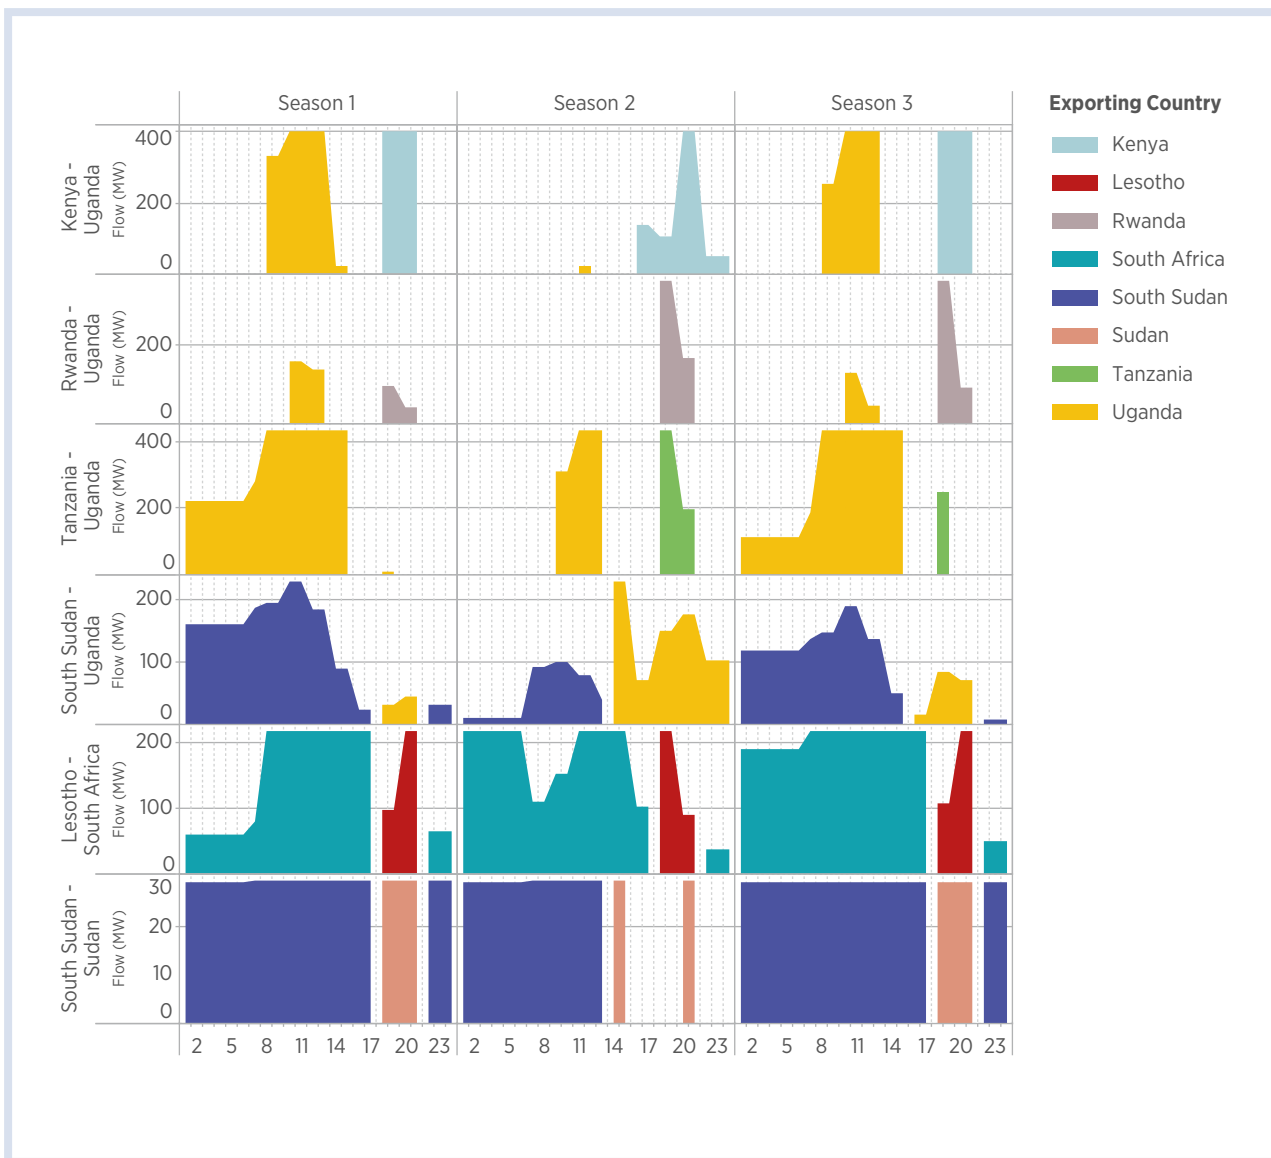 Season 1
Season 2
Season 3
Exporting Country
Kenya
Lesotho
Rwanda
South Africa
South Sudan
Sudan
Tanzania
Uganda
Kenya -
Uganda
Flow (MW)
400
200
0
Rwanda -
Uganda
Flow (MW)
200
0
Tanzania -
Uganda
Flow (MW)
400
200
0
South Sudan -
Uganda
Flow (MW)
200
100
0
Lesotho -
South Africa
Flow (MW)
200
100
0
South Sudan -
Sudan
Flow (MW)
30
20
10
0
2 5 8 11 14 17 20 23 2 5 8 11 14 17 20 23 2 5 8 11 14 17 20 23